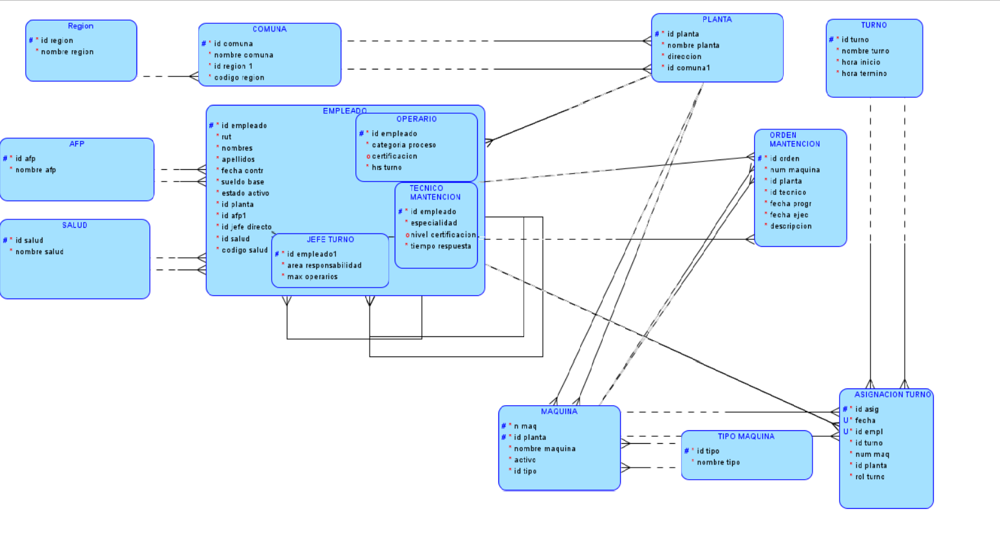 Region
# * id region
* nombre region
COMUNA
# * id comuna
* nombre comuna
* id region 1
* codigo region
PLANTA
# * id planta
* nombre planta
* direccion
* id comuna1
TURNO
# * id turno
* nombre turno
* hora inicio
* hora termino
EMPLEADO
# * id empleado
* rut
* nombres
* apellidos
* fecha contr
* sueldo base
* estado activo
* id planta
* id afp1
* id jefe directo
* id salud
* codigo salud
OPERARIO
# * id empleado
* categoria proceso
o certificacion
* hrs turno
TECNICO
MANTENCION
# * id empleado
* especialidad
o nivel certificacion
* tiempo respuesta
JEFE TURNO
# * id empleado1
* area responsabilidad
* max operarios
AFP
# * id afp
* nombre afp
SALUD
# * id salud
* nombre salud
ORDEN
MANTENCION
# * id orden
* num maquina
* id planta
* id tecnico
* fecha progr
* fecha ejec
* descripcion
MAQUINA
# * n maq
# * id planta
* nombre maquina
* activo
* id tipo
TIPO MAQUINA
# * id tipo
* nombre tipo
ASIGNACION TURNO
# * id asig
U * fecha
U * id empl
* id turno
* num maq
* id planta
* rol turno